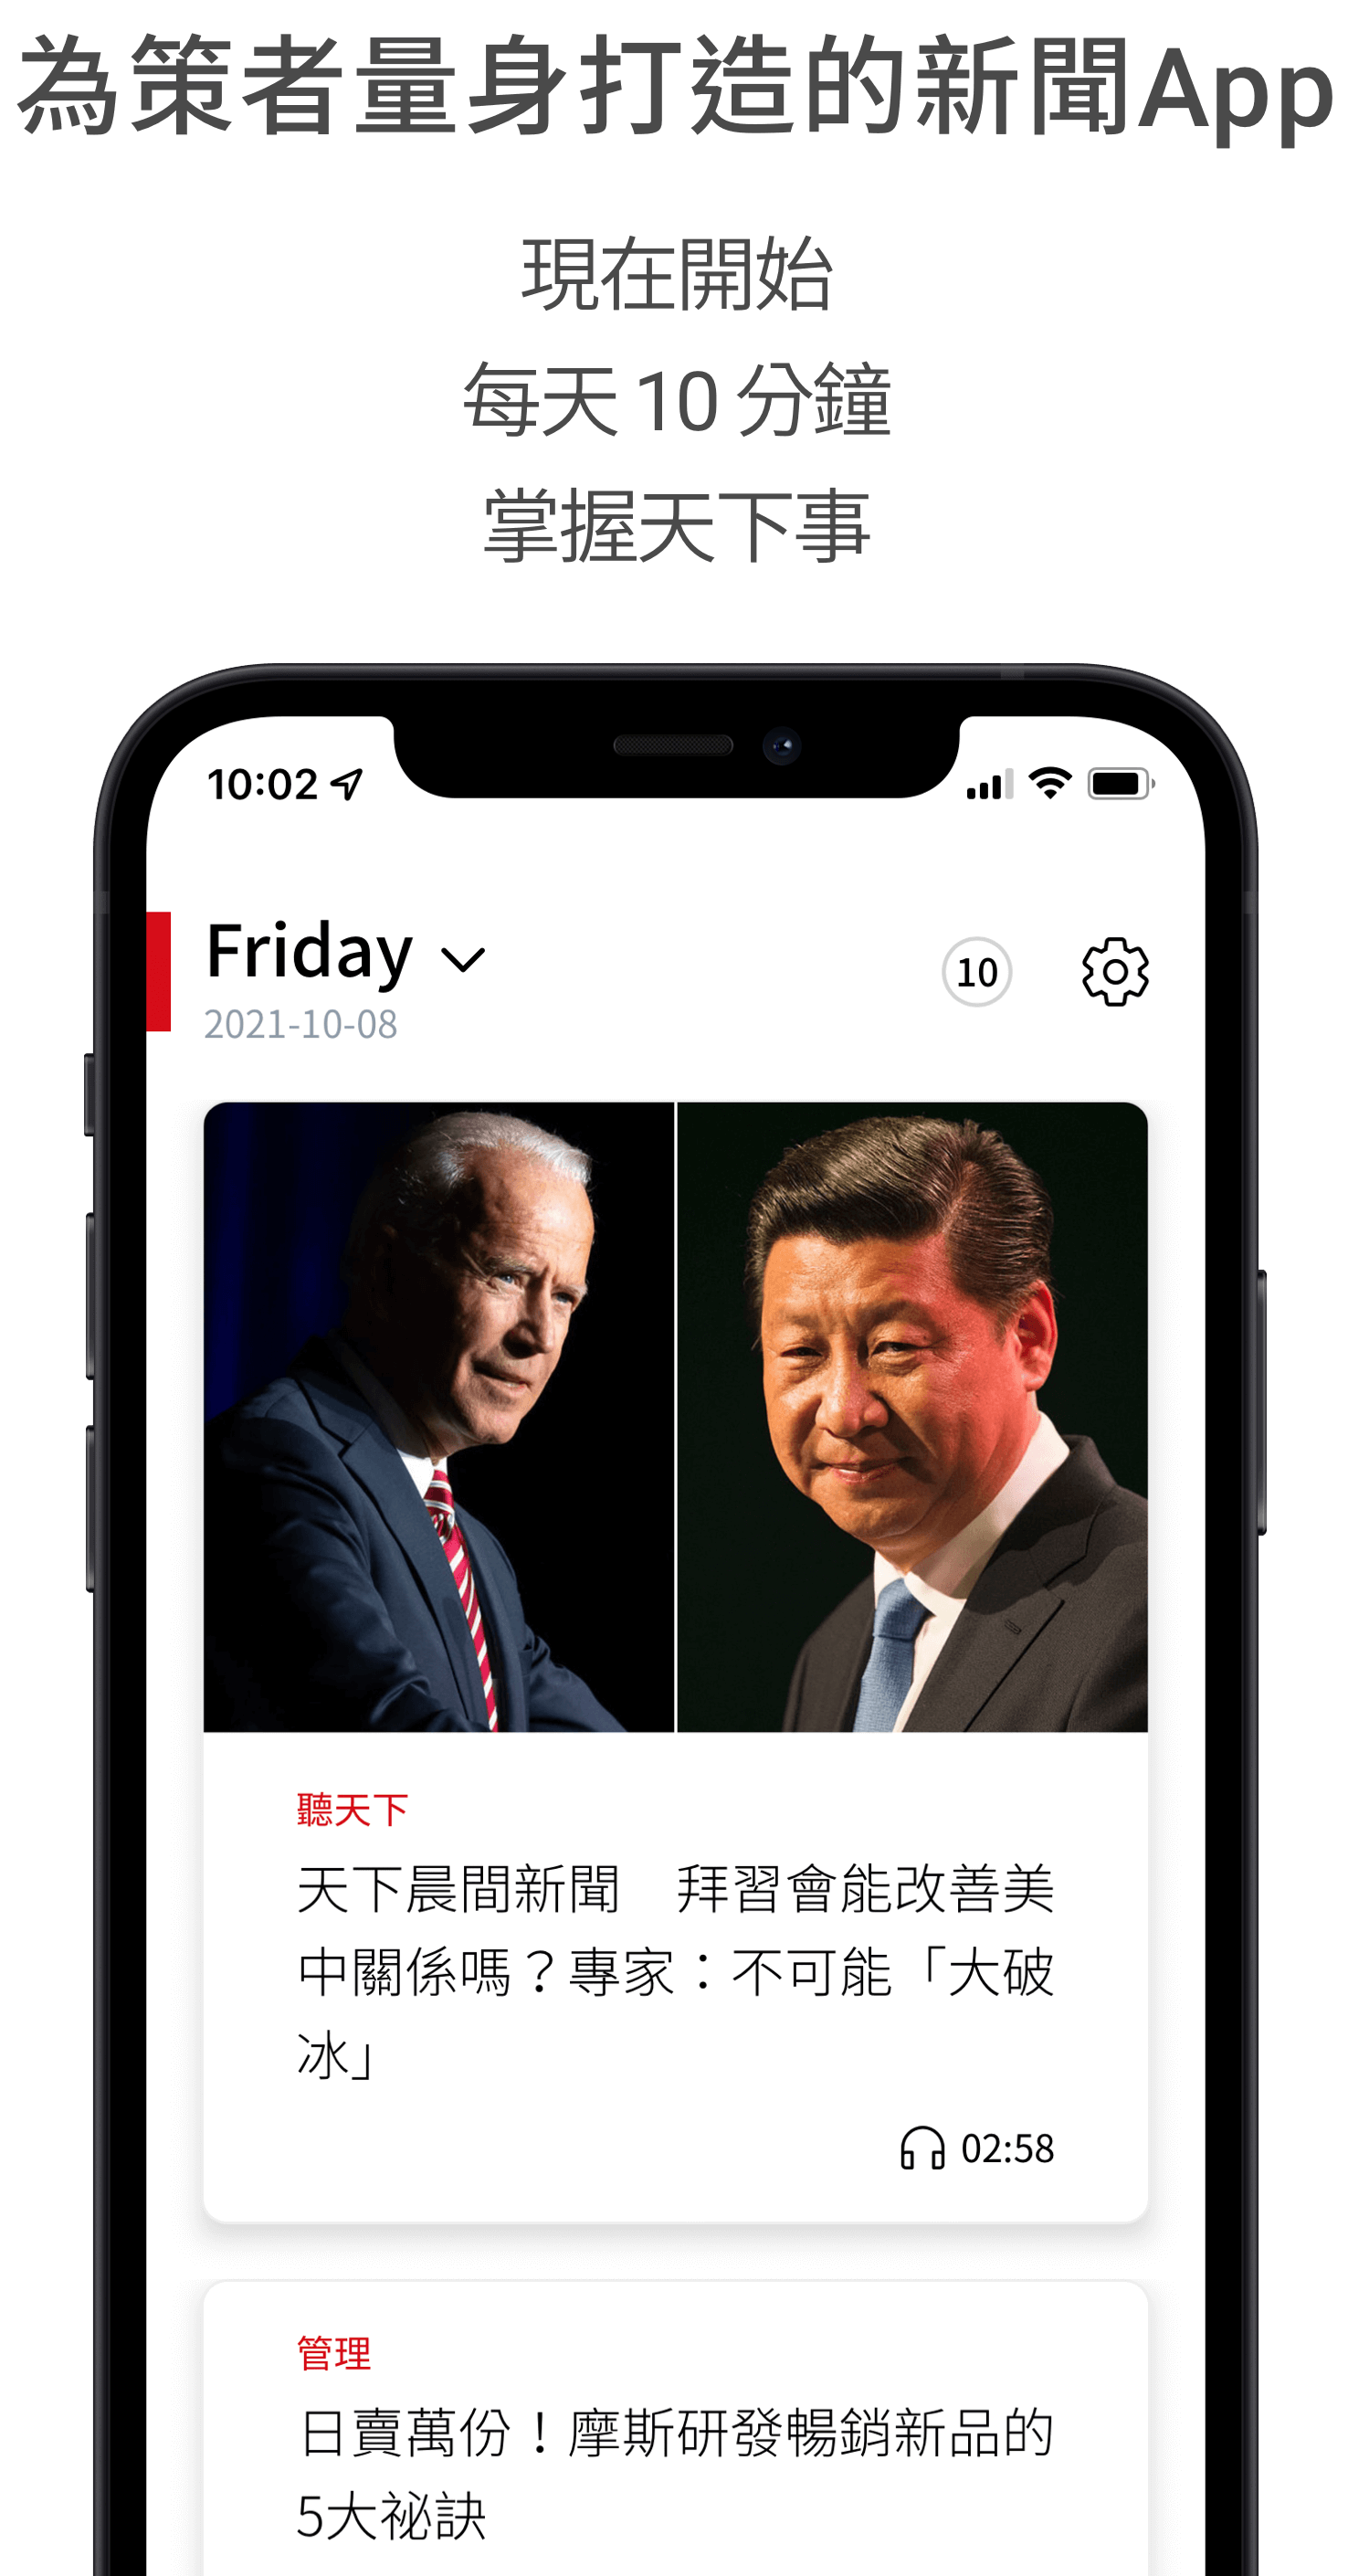 為策者量身打造的新聞App
現在開始
每天 10 分鐘
掌握天下事
10:02
Friday
10
2021-10-08
聽天下
天下晨間新聞　拜習會能改善美
中關係嗎？專家：不可能「大破
冰」
02:58
管理
日賣萬份！摩斯研發暢銷新品的
5大祕訣